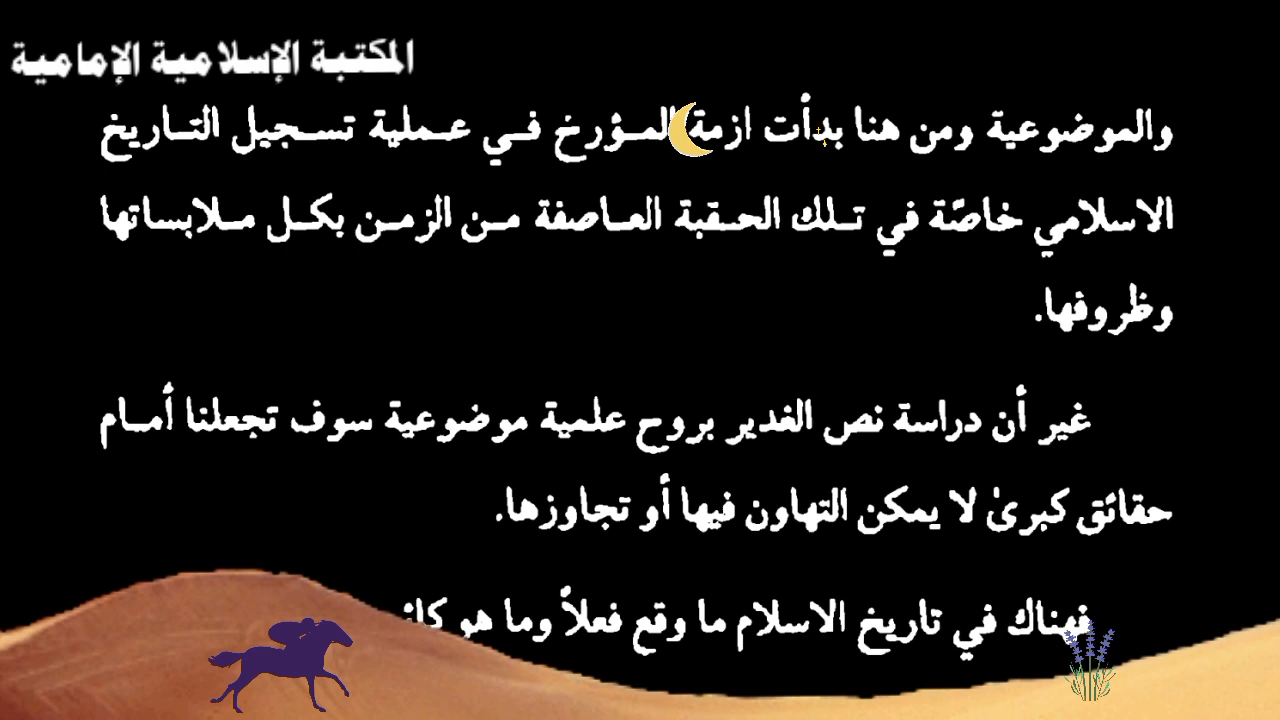 المكتبة الإسلامية الإمامية
والموضوعية ومن هنا بدأت ازمة المؤرخ في عملية تسجيل التاريخ
الاسلامي خاصّة في تلك الحقبة العاصفة من الزمن بكل ملابساتها
وظروفها.
غير أن دراسة نص الغدير بروح علمية موضوعية سوف تجعلنا أمام
حقائق كبرىٰ لا يمكن التهاون فيها أو تجاوزها.
فهناك في تاريخ الاسلام ما وقع فعلاً وما هو